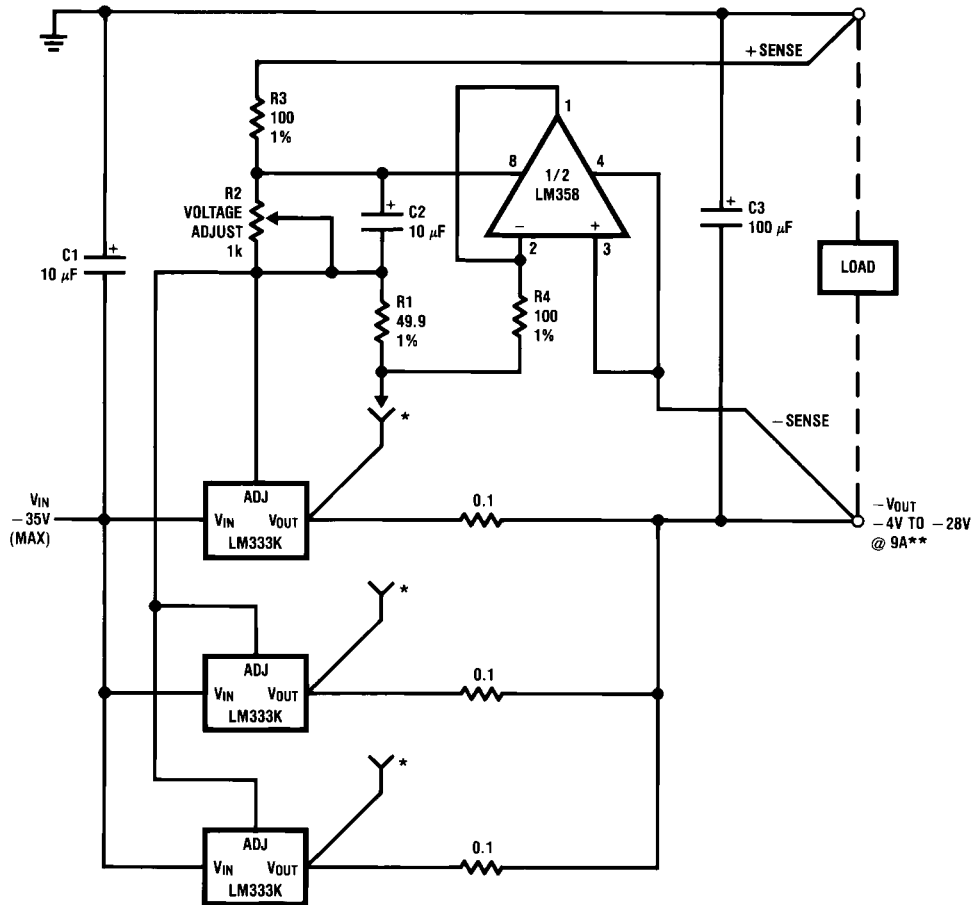 + SENSE
R3
100
1%
1
8
4
1/2
LM358
R2
VOLTAGE
ADJUST
1k
+
C2
10 μF
+
C1
10 μF
+
C3
100 μF
LOAD
−
+
2
3
R1
49.9
1%
R4
100
1%
*
− SENSE
VIN
−35V
(MAX)
ADJ
VIN
VOUT
LM333K
0.1
−VOUT
−4V TO −28V
@ 9A**
*
ADJ
VIN
VOUT
LM333K
0.1
*
ADJ
VIN
VOUT
LM333K
0.1